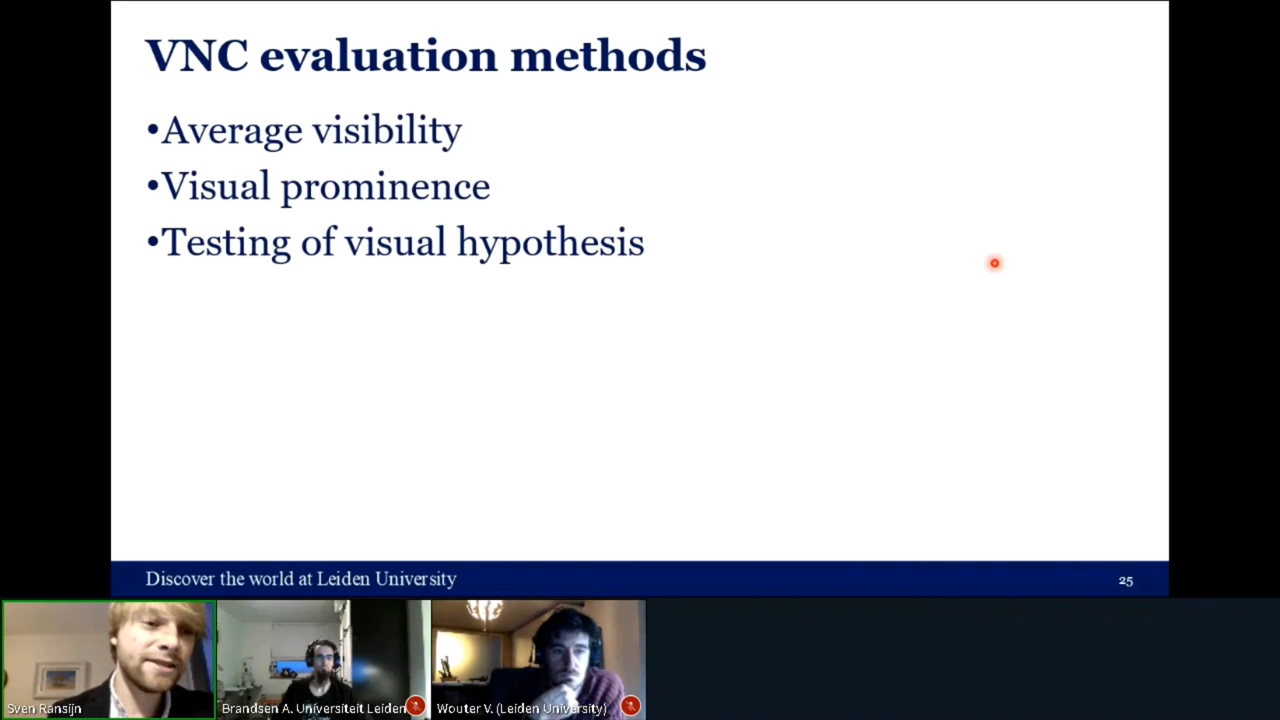 VNC evaluation methods
•Average visibility
•Visual prominence
•Testing of visual hypothesis
Discover the world at Leiden University
25
Sven Ransijn
Brandsen A. Universiteit Leiden
Wouter V. (Leiden University)